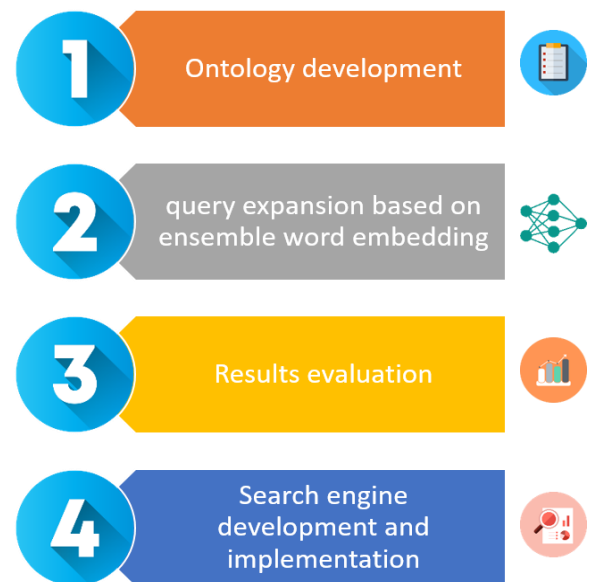 1
Ontology development
2
query expansion based on
ensemble word embedding
3
Results evaluation
4
Search engine
development and
implementation